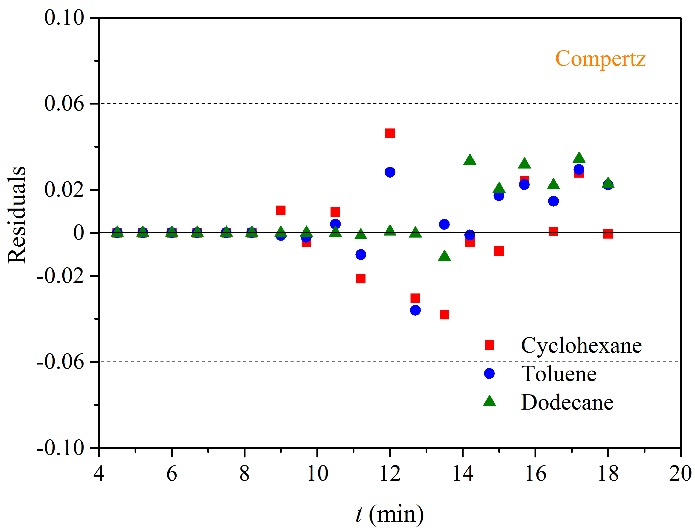 0.10
Compertz
0.06
0.02
0
-0.02
-0.06
-0.10
Residuals
Cyclohexane
Toluene
Dodecane
4 6 8 10 12 14 16 18 20
t (min)